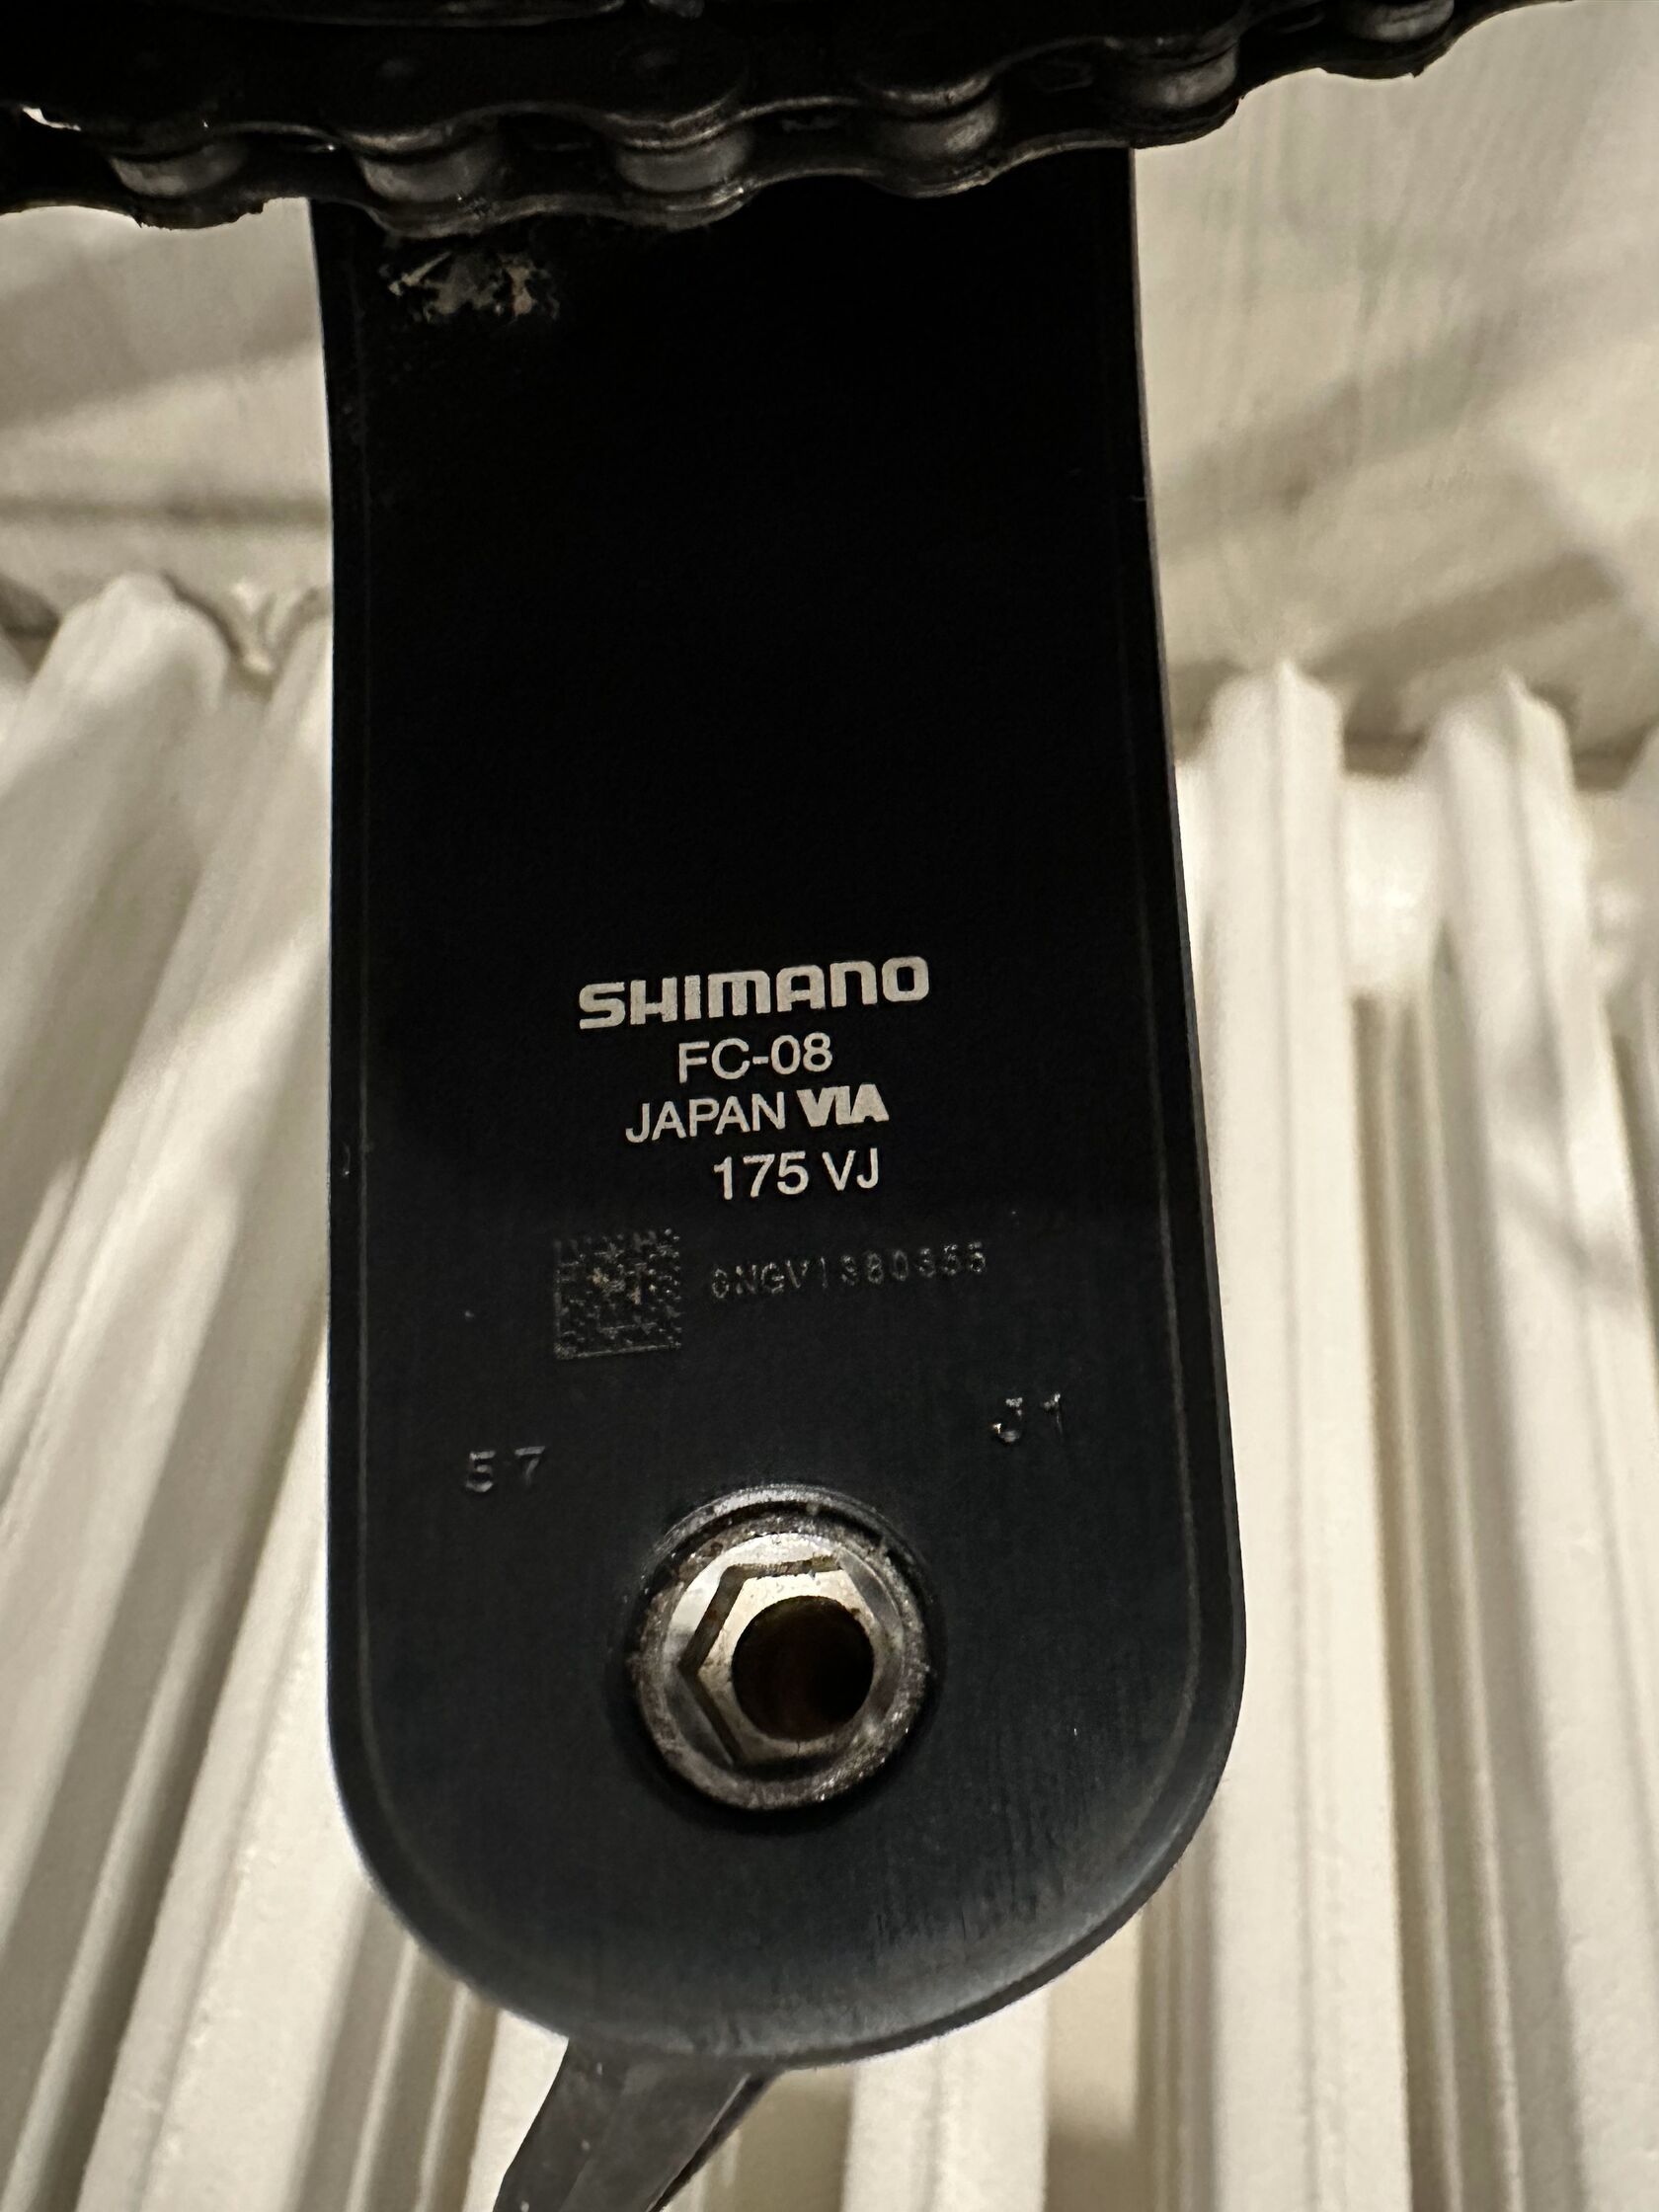 SHIMANO
FC-08
JAPAN VIA
175 VJ
57
J1